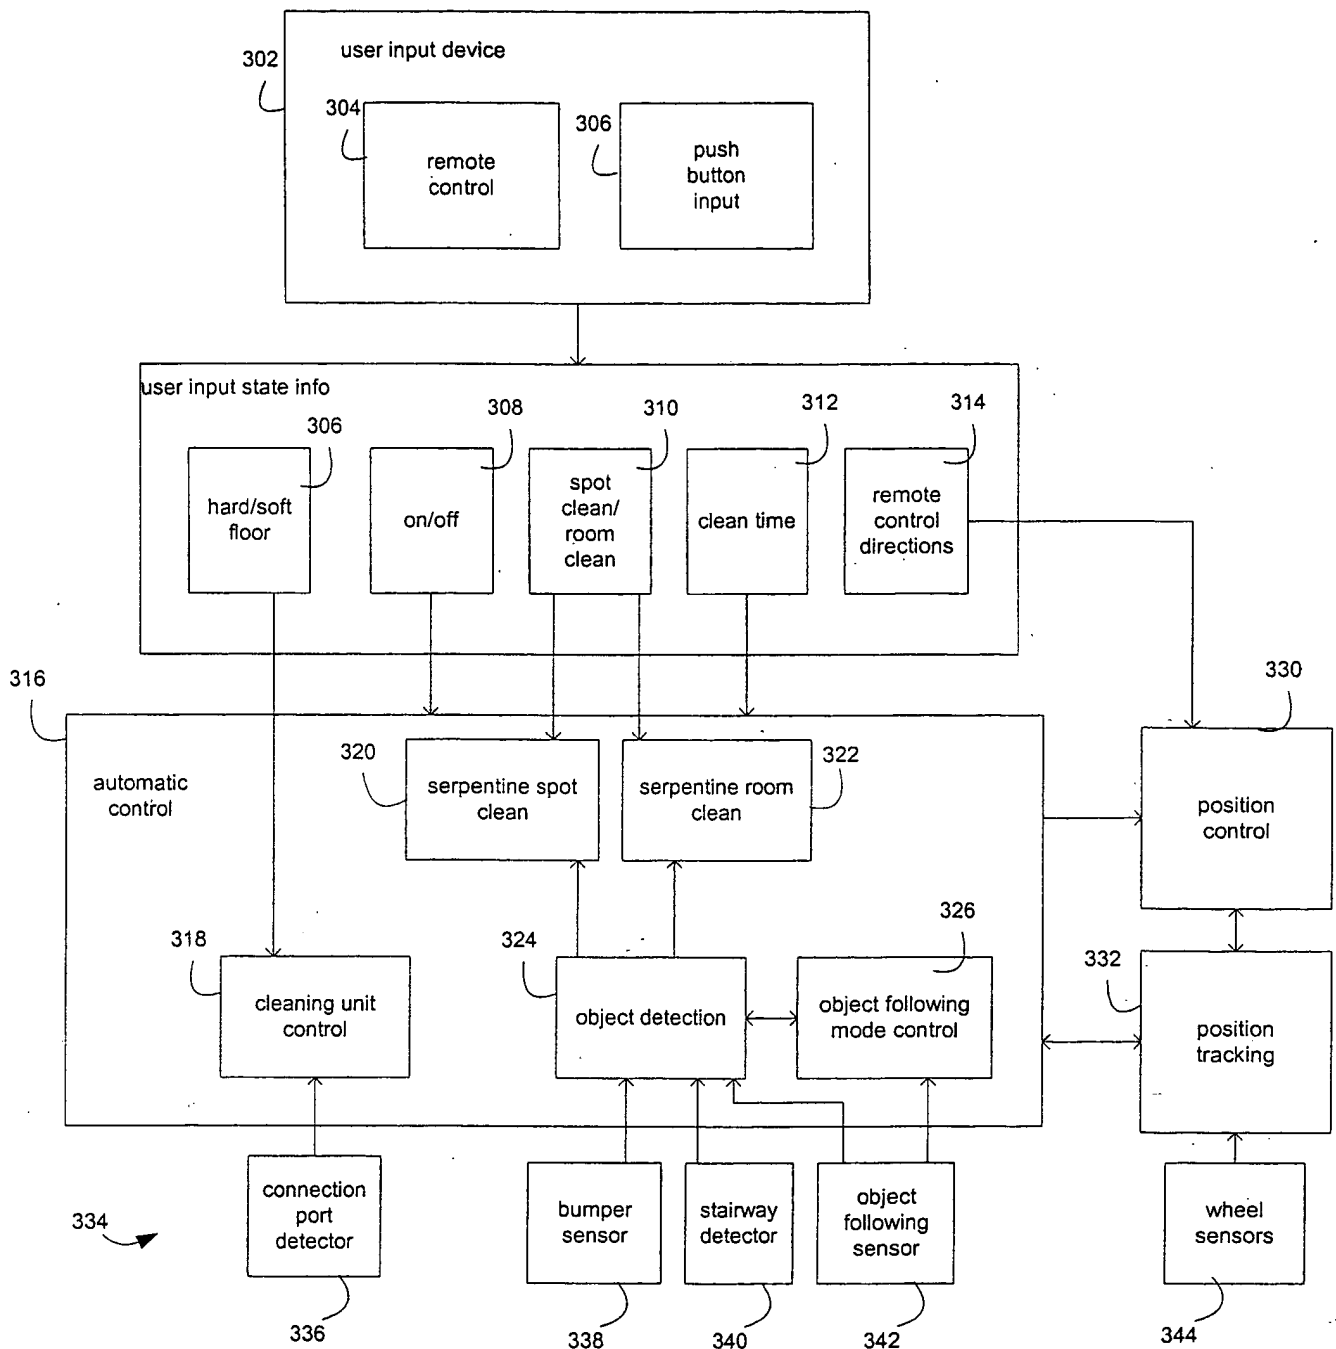 user input device
302
304
306
remote
control
push
button
input
user input state info
306
308
310
312
314
hard/soft
floor
on/off
spot
clean/
room
clean
clean time
remote
control
directions
316
330
automatic
control
320
serpentine spot
clean
serpentine room
clean
322
position
control
318
324
326
332
cleaning unit
control
object detection
object following
mode control
position
tracking
334
connection
port
detector
bumper
sensor
stairway
detector
object
following
sensor
wheel
sensors
336
338
340
342
344